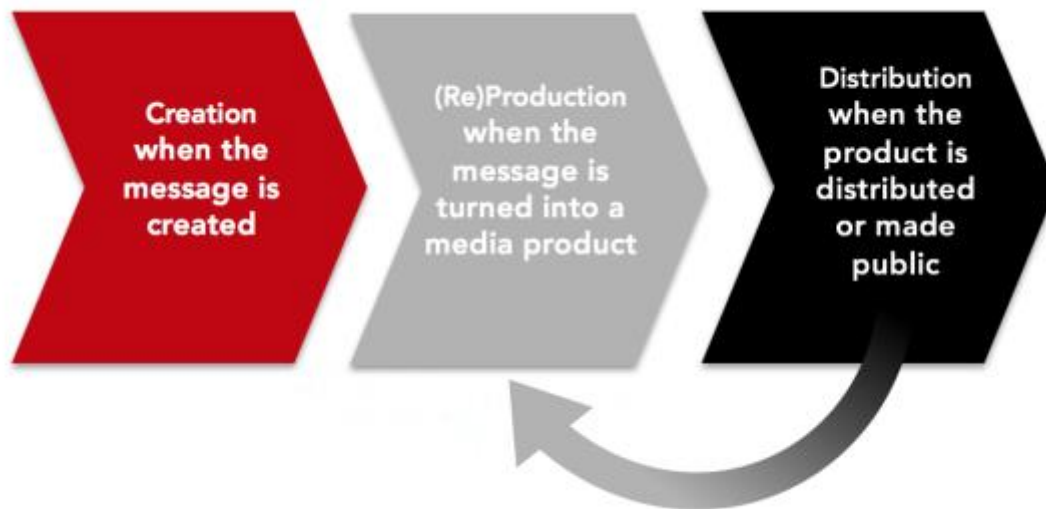 Creation
when the
message is
created
(Re)Production
when the
message is
turned into a
media product
Distribution
when the
product is
distributed
or made
public